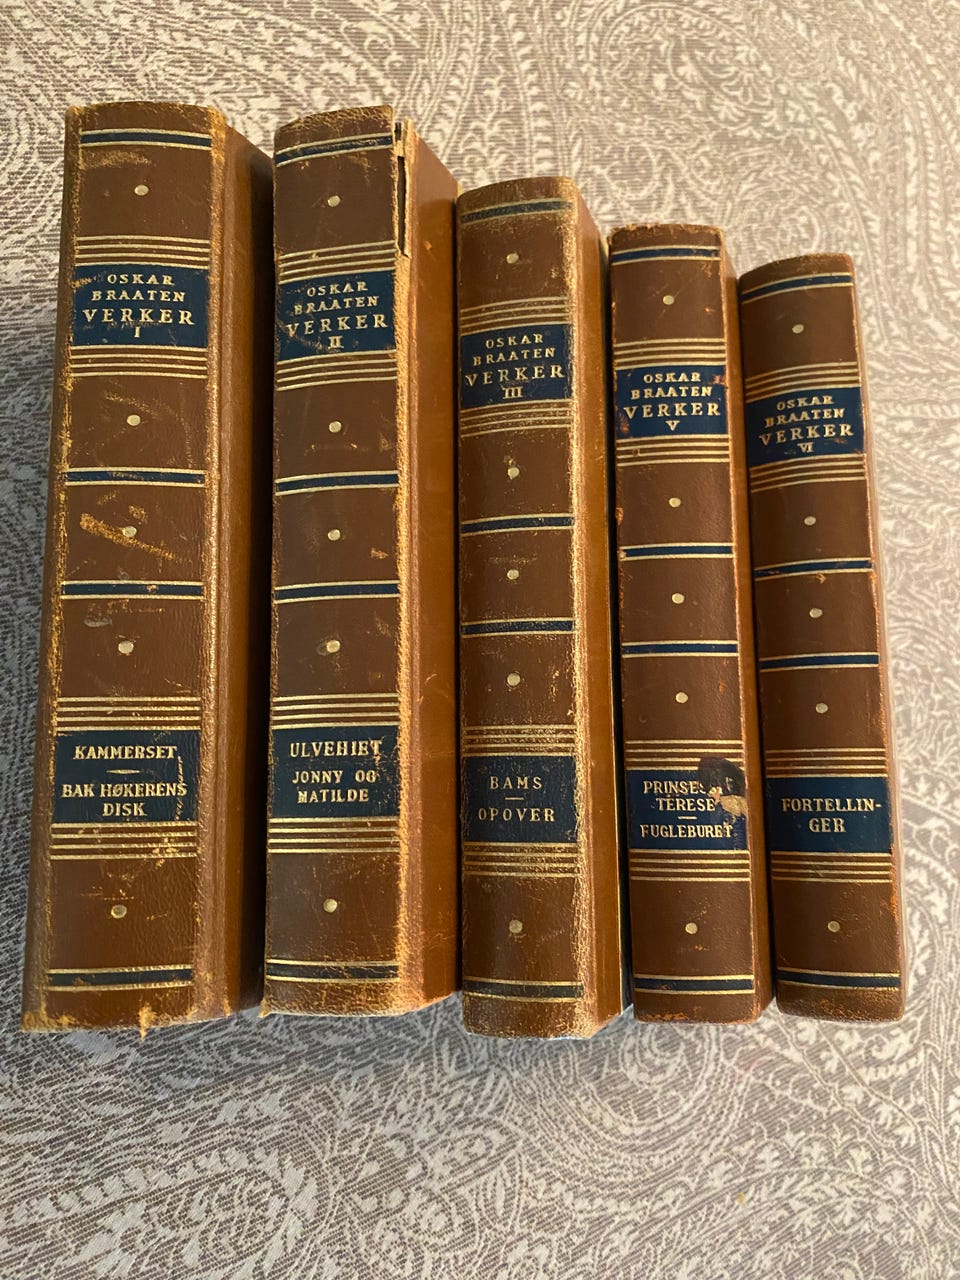 OSKAR
BRAATEN
VERKER
I
KAMMERSET
BAK HØKERENS
DISK
OSKAR
BRAATEN
VERKER
II
ULVEHIET
JONNY OG
MATILDE
OSKAR
BRAATEN
VERKER
III
BAMS
OPOVER
OSKAR
BRAATEN
VERKER
V
PRINSESSE
TERESE
FUGLEBURET
OSKAR
BRAATEN
VERKER
VI
FORTELLIN-
GER